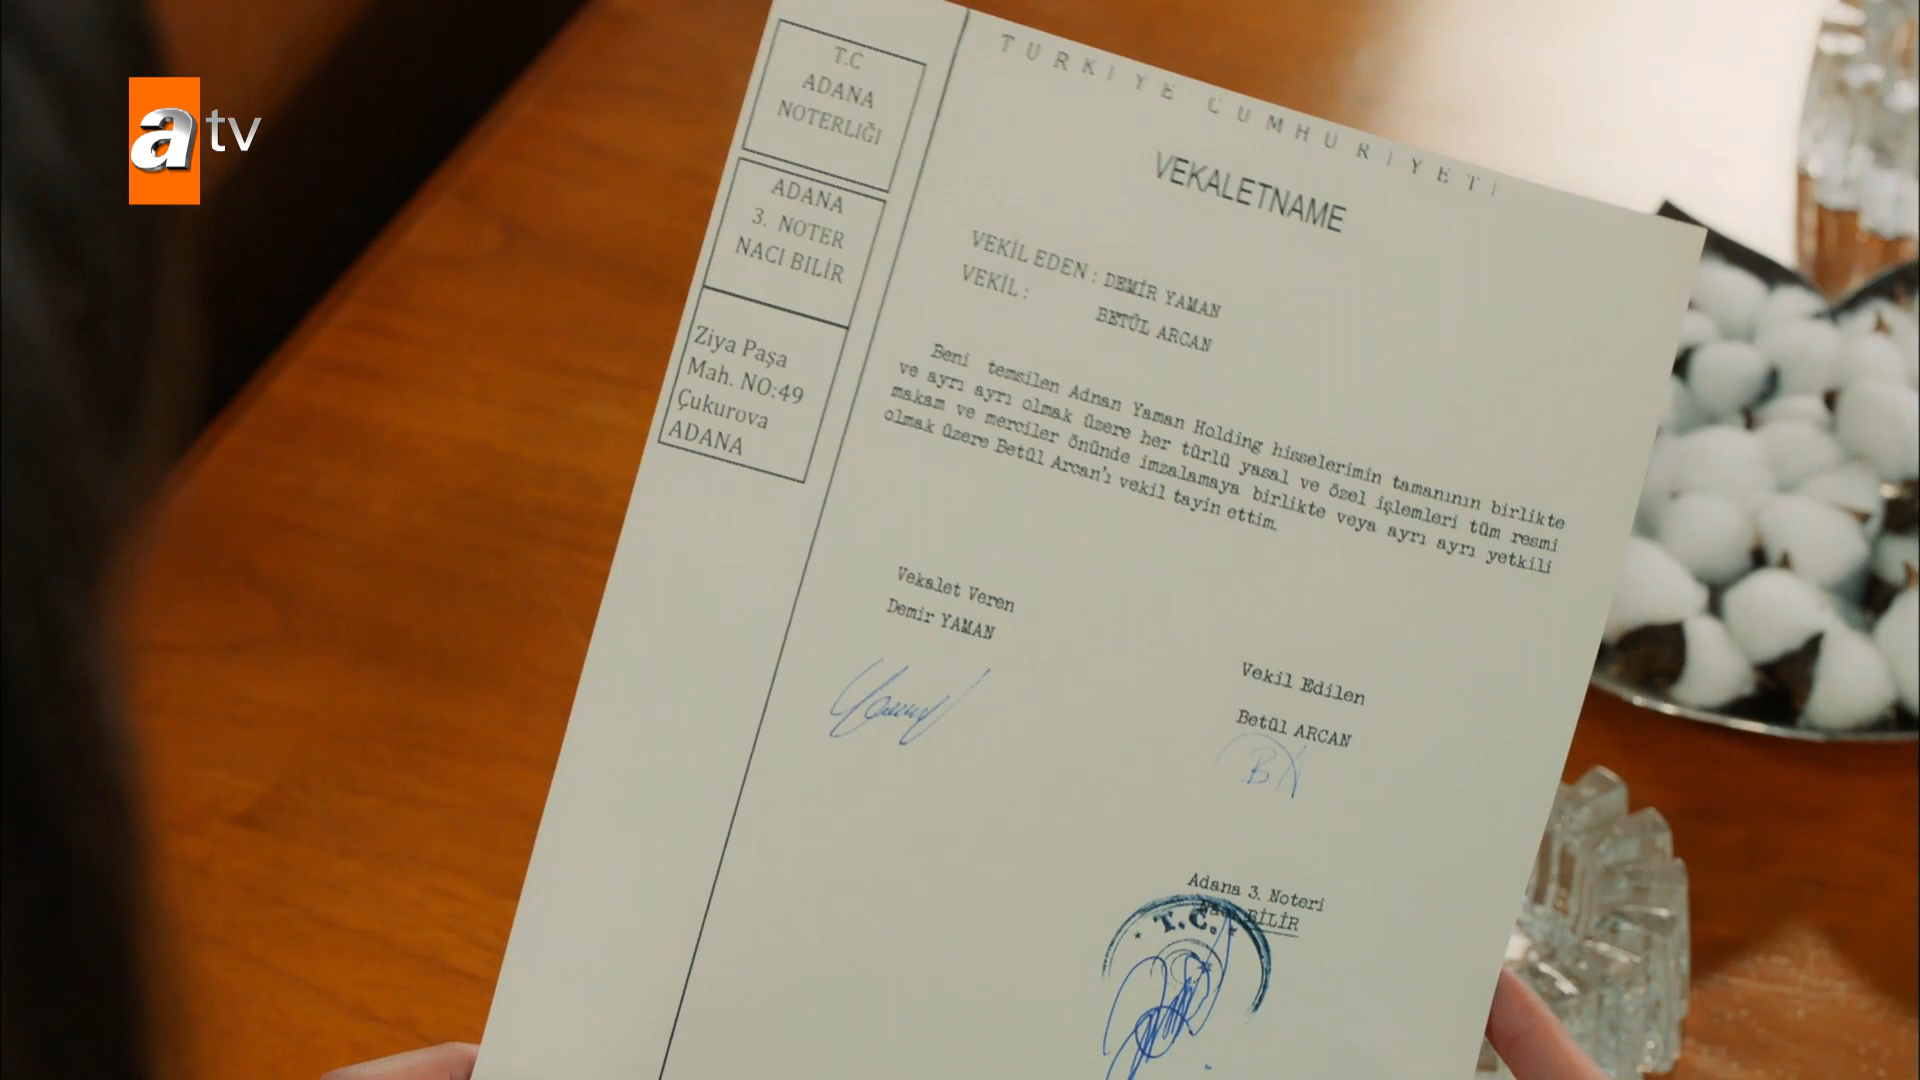 atv
T.C
ADANA
NOTERLIĞI
ADANA
3. NOTER
NACI BILİR
Ziya Paşa
Mah. NO:49
Çukurova
ADANA
TÜRKİYE CUMHURİYETİ
VEKALETNAME
VEKİL EDEN : DEMİR YAMAN
VEKİL :
BETÜL ARCAN
Beni temsilen Adnan Yaman Holding hisselerimin tamanının birlikte
ve ayrı ayrı olmak üzere her türlü yasal ve özel işlemleri tüm resmi
makam ve merciler önünde imzalamaya birlikte veya ayrı ayrı yetkili
olmak üzere Betül Arcan'ı vekil tayin ettim.
Vekalet Veren
Demir YAMAN
Vekil Edilen
Betül ARCAN
Adana 3. Noteri
Naci BİLİR
T.C.